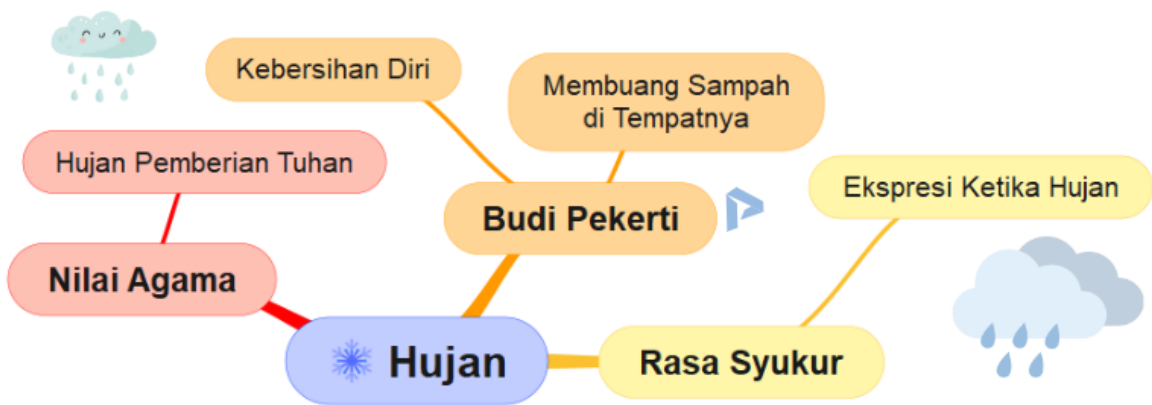 Kebersihan Diri
Membuang Sampah
di Tempatnya
Hujan Pemberian Tuhan
Ekspresi Ketika Hujan
Budi Pekerti
Nilai Agama
Hujan
Rasa Syukur